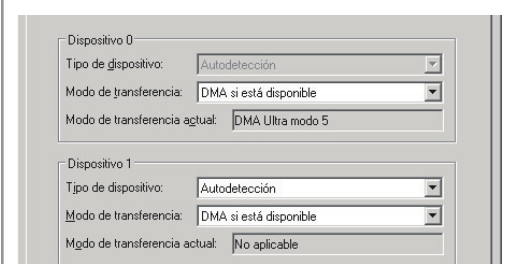 Dispositivo 0
Tipo de dispositivo: Autodetección
Modo de transferencia: DMA si está disponible
Modo de transferencia actual: DMA Ultra modo 5
Dispositivo 1
Tipo de dispositivo: Autodetección
Modo de transferencia: DMA si está disponible
Modo de transferencia actual: No aplicable